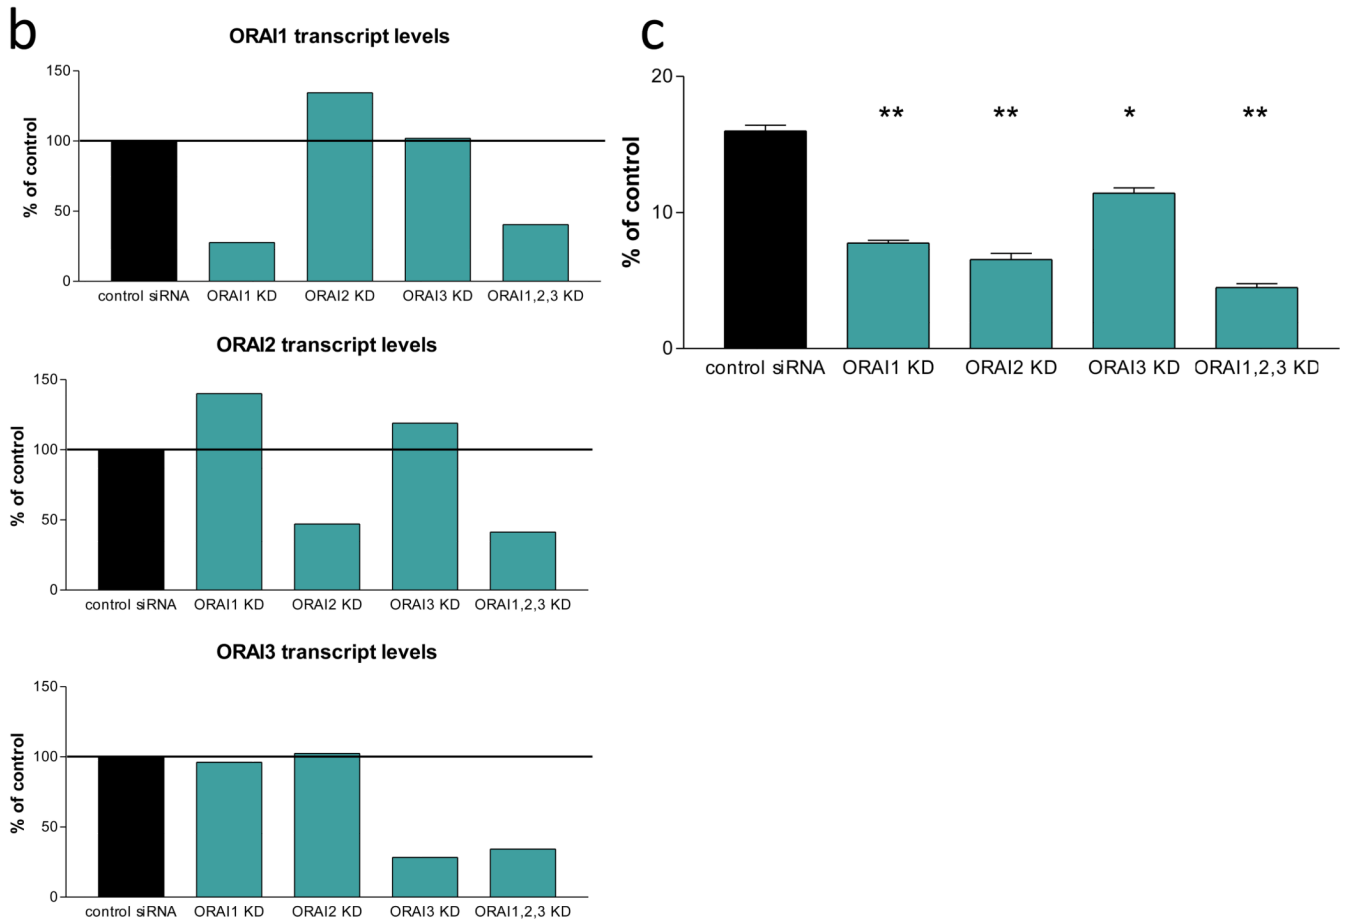 b
ORAI1 transcript levels
150
100
50
0
% of control
control siRNA ORAI1 KD ORAI2 KD ORAI3 KD ORAI1,2,3 KD
ORAI2 transcript levels
150
100
50
0
% of control
control siRNA ORAI1 KD ORAI2 KD ORAI3 KD ORAI1,2,3 KD
ORAI3 transcript levels
150
100
50
0
% of control
control siRNA ORAI1 KD ORAI2 KD ORAI3 KD ORAI1,2,3 KD
c
20
10
0
% of control
** ** * **
control siRNA ORAI1 KD ORAI2 KD ORAI3 KD ORAI1,2,3 KD